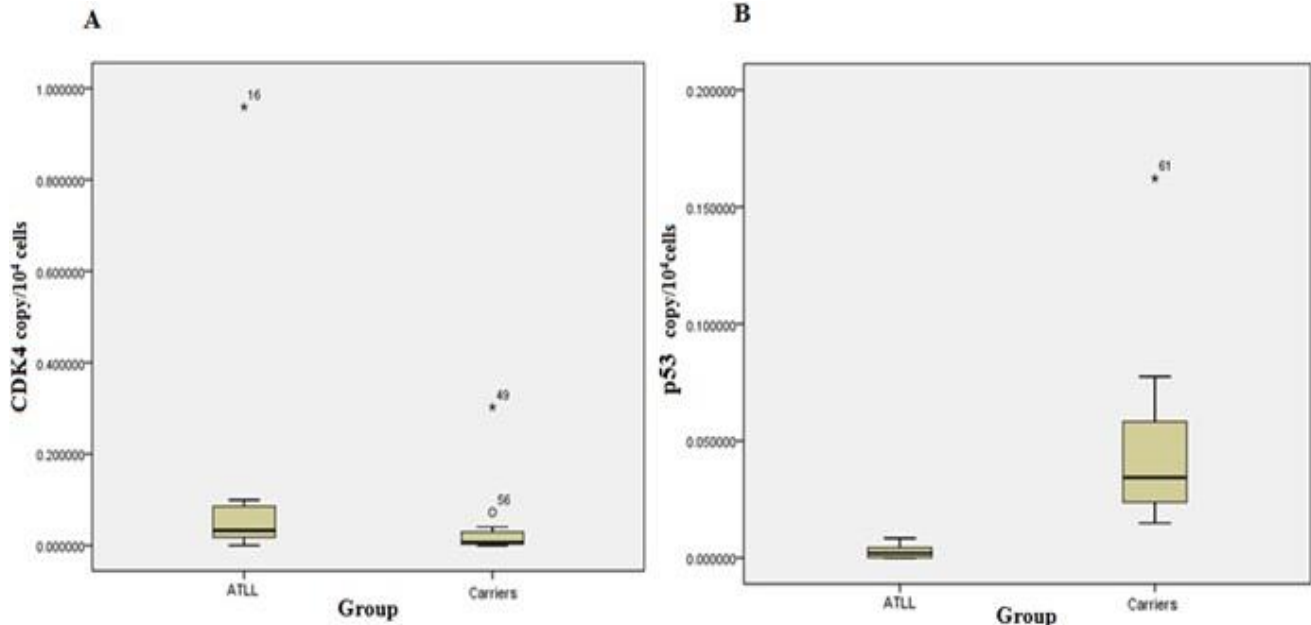 A
CDK4 copy/10⁴ cells
1.000000
0.800000
0.600000
0.400000
0.200000
0.000000
*16
*49
O56
ATLL
Carriers
Group
B
p53 copy/10⁴cells
0.200000
0.150000
0.100000
0.050000
0.000000
*61
ATLL
Carriers
Group